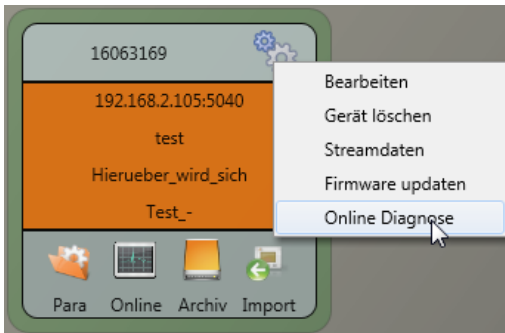 16063169
192.168.2.105:5040
test
Hierueber_wird_sich
Test_-
Para Online Archiv Import
Bearbeiten
Gerät löschen
Streamdaten
Firmware updaten
Online Diagnose